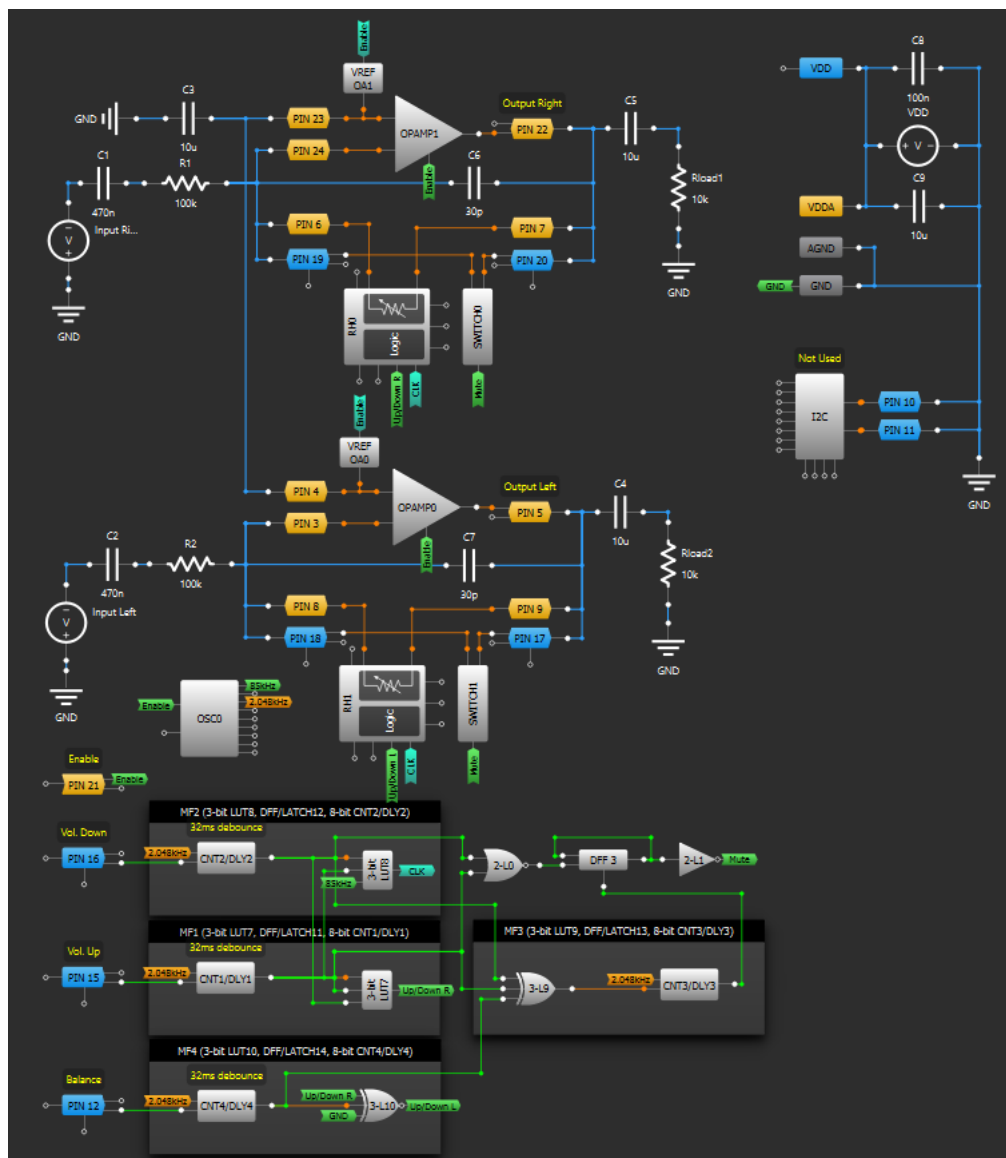 Enable
VREF
OA1
C3
GND
10u
PIN 23
PIN 24
OPAMP1
Output Right
PIN 22
C5
10u
C8
VDD
100n
VDD
+ V −
C1
470n
R1
100k
Enable
C6
30p
Rload1
10k
V
Input Ri...
PIN 6
PIN 7
PIN 19
PIN 20
VDDA
C9
10u
AGND
GND
GND
GND
GND
RH0
Logic
SWITCH0
Up/Down R
CLK
Mute
Not Used
I2C
PIN 10
PIN 11
GND
Enable
VREF
OA0
PIN 4
PIN 3
OPAMP0
Output Left
PIN 5
C4
10u
C2
470n
R2
100k
Enable
C7
30p
Rload2
10k
V
Input Left
PIN 8
PIN 9
PIN 18
PIN 17
GND
GND
RH1
Logic
SWITCH1
Up/Down L
CLK
Mute
Enable
OSC0
85kHz
2.048kHz
Enable
PIN 21
Enable
MF2 (3-bit LUT8, DFF/LATCH12, 8-bit CNT2/DLY2)
Vol. Down
32ms debounce
PIN 16
2.048kHz
CNT2/DLY2
3-bit
LUT8
85kHz
CLK
2-L0
DFF 3
2-L1
Mute
MF1 (3-bit LUT7, DFF/LATCH11, 8-bit CNT1/DLY1)
MF3 (3-bit LUT9, DFF/LATCH13, 8-bit CNT3/DLY3)
Vol. Up
32ms debounce
PIN 15
2.048kHz
CNT1/DLY1
3-bit
LUT7
Up/Down R
3-L9
2.048kHz
CNT3/DLY3
MF4 (3-bit LUT10, DFF/LATCH14, 8-bit CNT4/DLY4)
Balance
32ms debounce
PIN 12
2.048kHz
CNT4/DLY4
Up/Down R
GND
3-L10
Up/Down L